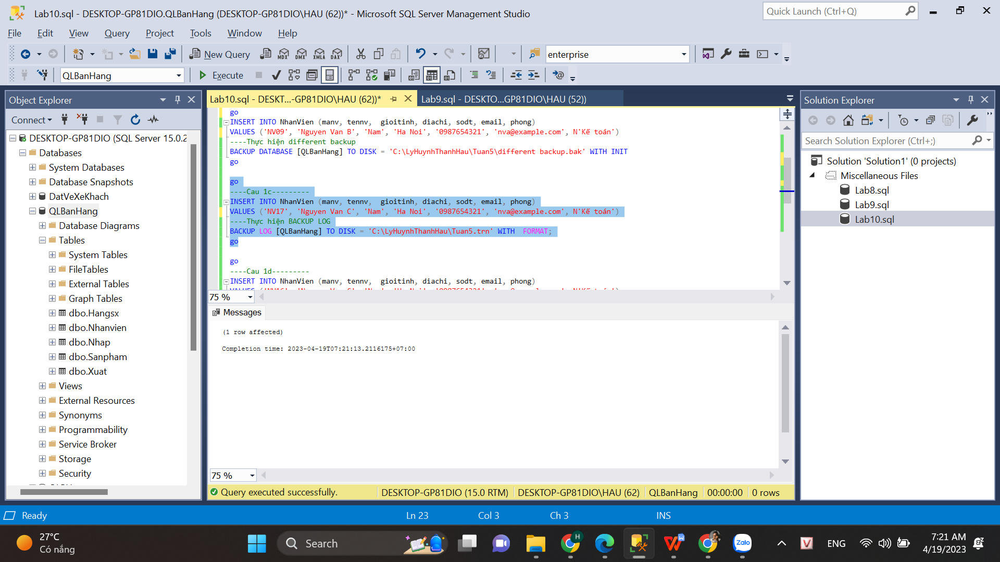 Lab10.sql - DESKTOP-GP81DIO.QLBanHang (DESKTOP-GP81DIO\HAU (62))* - Microsoft SQL Server Management Studio
Quick Launch (Ctrl+Q)
File Edit View Query Project Tools Window Help
New Query MDX DMX XMLA DAX enterprise
QLBanHang Execute
Object Explorer
Connect
DESKTOP-GP81DIO (SQL Server 15.0.2
Databases
System Databases
Database Snapshots
DatVeXeKhach
QLBanHang
Database Diagrams
Tables
System Tables
FileTables
External Tables
Graph Tables
dbo.Hangsx
dbo.Nhanvien
dbo.Nhap
dbo.Sanpham
dbo.Xuat
Views
External Resources
Synonyms
Programmability
Service Broker
Storage
Security
Lab10.sql - DESKT...-GP81DIO\HAU (62))* Lab9.sql - DESKTO...GP81DIO\HAU (52))
go
INSERT INTO NhanVien (manv, tennv,  gioitinh, diachi, sodt, email, phong)
VALUES ('NV09', 'Nguyen Van B', 'Nam', 'Ha Noi', '0987654321', 'nva@example.com', N'Kế toán')
----Thực hiện different backup
BACKUP DATABASE [QLBanHang] TO DISK = 'C:\LyHuynhThanhHau\Tuan5\different backup.bak' WITH INIT
go
go
----Cau 1c---------
INSERT INTO NhanVien (manv, tennv,  gioitinh, diachi, sodt, email, phong)
VALUES ('NV17', 'Nguyen Van C', 'Nam', 'Ha Noi', '0987654321', 'nva@example.com', N'Kế toán')
----Thực hiện BACKUP LOG
BACKUP LOG [QLBanHang] TO DISK = 'C:\LyHuynhThanhHau\Tuan5.trn' WITH  FORMAT;
go
go
----Cau 1d---------
INSERT INTO NhanVien (manv, tennv,  gioitinh, diachi, sodt, email, phong)
75 %
Messages
(1 row affected)
Completion time: 2023-04-19T07:21:13.2116175+07:00
75 %
Query executed successfully. DESKTOP-GP81DIO (15.0 RTM) DESKTOP-GP81DIO\HAU (62) QLBanHang 00:00:00 0 rows
Solution Explorer
Search Solution Explorer (Ctrl+;)
Solution 'Solution1' (0 projects)
Miscellaneous Files
Lab8.sql
Lab9.sql
Lab10.sql
Ready Ln 23 Col 3 Ch 3 INS
27°C
Có nắng
Search
H
Zalo
ENG
7:21 AM
4/19/2023